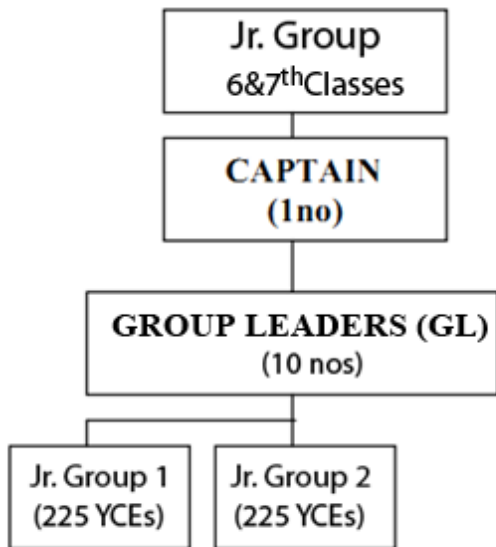 Jr. Group
6&7thClasses
CAPTAIN
(1no)
GROUP LEADERS (GL)
(10 nos)
Jr. Group 1
(225 YCEs)
Jr. Group 2
(225 YCEs)